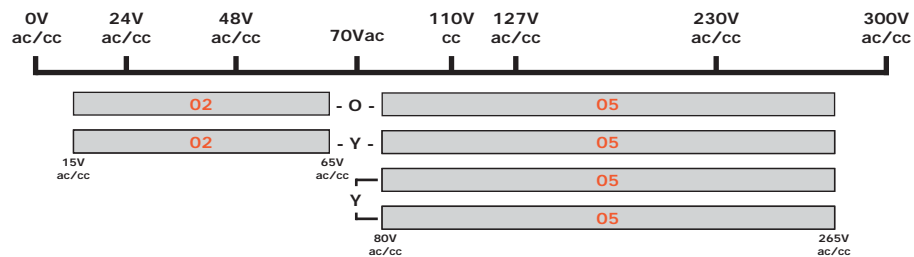 0V 24V 48V 70Vac 110V 127V 230V 300V
ac/cc ac/cc ac/cc cc ac/cc ac/cc ac/cc
02 - O - 05
02 - Y - 05
15V 65V
ac/cc ac/cc
05
Y
05
80V 265V
ac/cc ac/cc